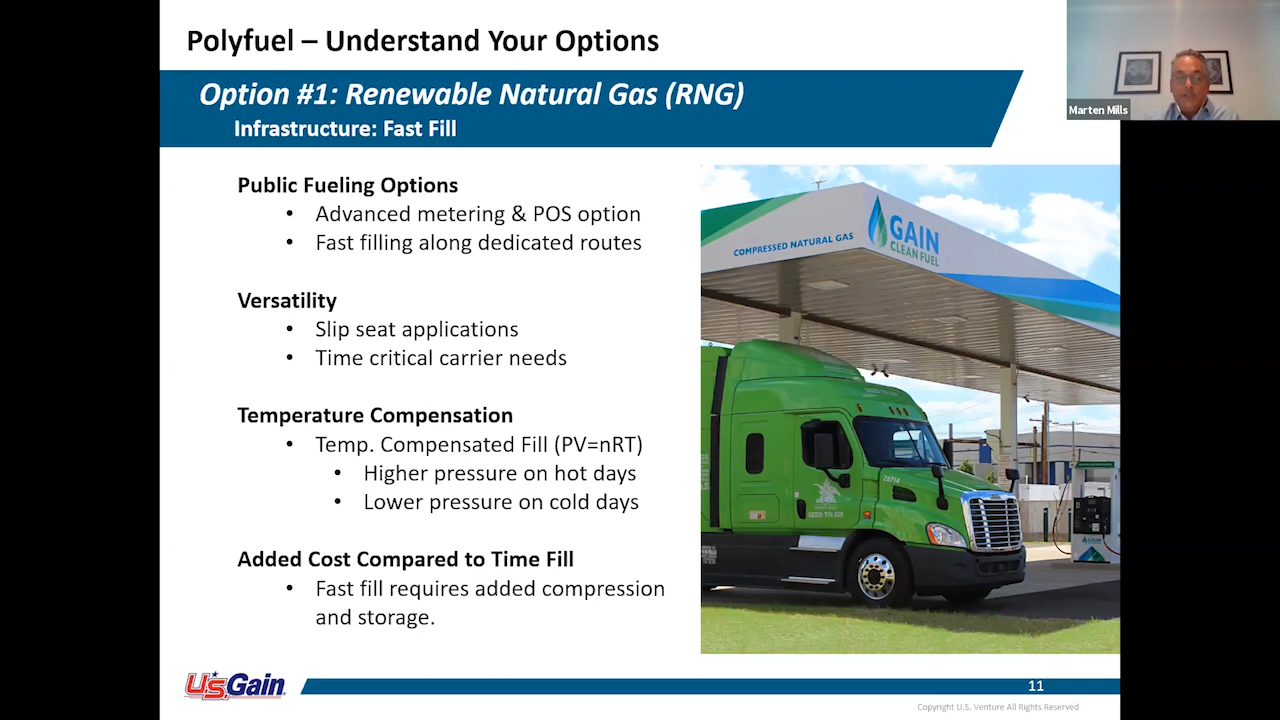 Polyfuel – Understand Your Options
Option #1: Renewable Natural Gas (RNG)
Infrastructure: Fast Fill
Marten Mills
Public Fueling Options
• Advanced metering & POS option
• Fast filling along dedicated routes
Versatility
• Slip seat applications
• Time critical carrier needs
Temperature Compensation
• Temp. Compensated Fill (PV=nRT)
• Higher pressure on hot days
• Lower pressure on cold days
Added Cost Compared to Time Fill
• Fast fill requires added compression
and storage.
COMPRESSED NATURAL GAS
GAIN
CLEAN FUEL
GAIN
U.S. Gain
11
Copyright U.S. Venture All Rights Reserved